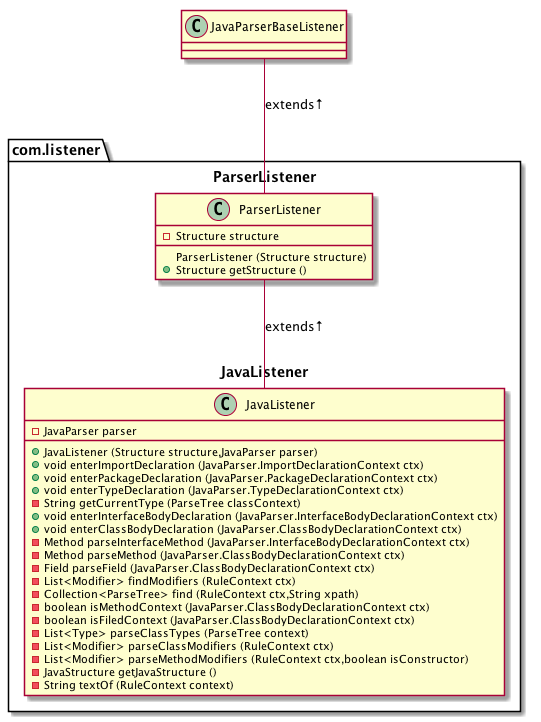 C JavaParserBaseListener
extends↑
com.listener
ParserListener
C ParserListener
Structure structure
ParserListener (Structure structure)
Structure getStructure ()
extends↑
JavaListener
C JavaListener
JavaParser parser
JavaListener (Structure structure,JavaParser parser)
void enterImportDeclaration (JavaParser.ImportDeclarationContext ctx)
void enterPackageDeclaration (JavaParser.PackageDeclarationContext ctx)
void enterTypeDeclaration (JavaParser.TypeDeclarationContext ctx)
String getCurrentType (ParseTree classContext)
void enterInterfaceBodyDeclaration (JavaParser.InterfaceBodyDeclarationContext ctx)
void enterClassBodyDeclaration (JavaParser.ClassBodyDeclarationContext ctx)
Method parseInterfaceMethod (JavaParser.InterfaceBodyDeclarationContext ctx)
Method parseMethod (JavaParser.ClassBodyDeclarationContext ctx)
Field parseField (JavaParser.ClassBodyDeclarationContext ctx)
List<Modifier> findModifiers (RuleContext ctx)
Collection<ParseTree> find (RuleContext ctx,String xpath)
boolean isMethodContext (JavaParser.ClassBodyDeclarationContext ctx)
boolean isFiledContext (JavaParser.ClassBodyDeclarationContext ctx)
List<Type> parseClassTypes (ParseTree context)
List<Modifier> parseClassModifiers (RuleContext ctx)
List<Modifier> parseMethodModifiers (RuleContext ctx,boolean isConstructor)
JavaStructure getJavaStructure ()
String textOf (RuleContext context)